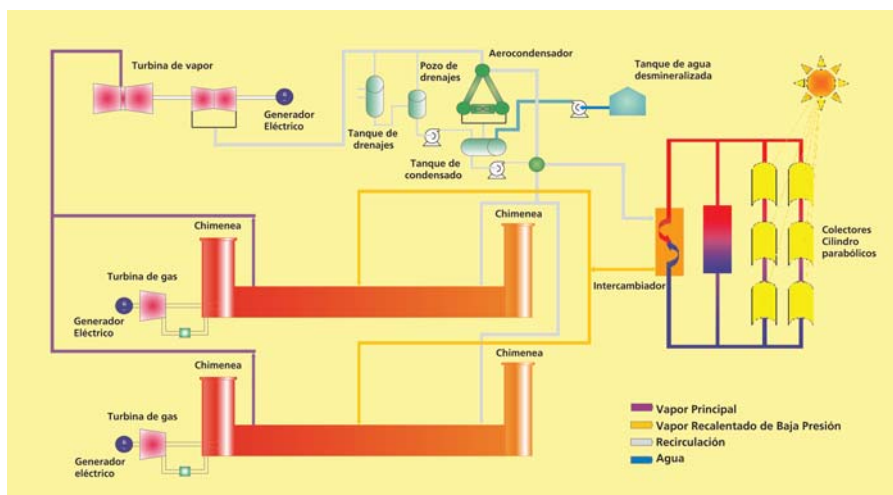 Turbina de vapor
Generador
Eléctrico
Pozo de
drenajes
Tanque de
drenajes
Aerocondensador
Tanque de
condensado
Tanque de agua
desmineralizada
Colectores
Cilindro
parabólicos
Intercambiador
Chimenea
Chimenea
Turbina de gas
Generador
Eléctrico
Chimenea
Chimenea
Turbina de gas
Generador
eléctrico
Vapor Principal
Vapor Recalentado de Baja Presión
Recirculación
Agua